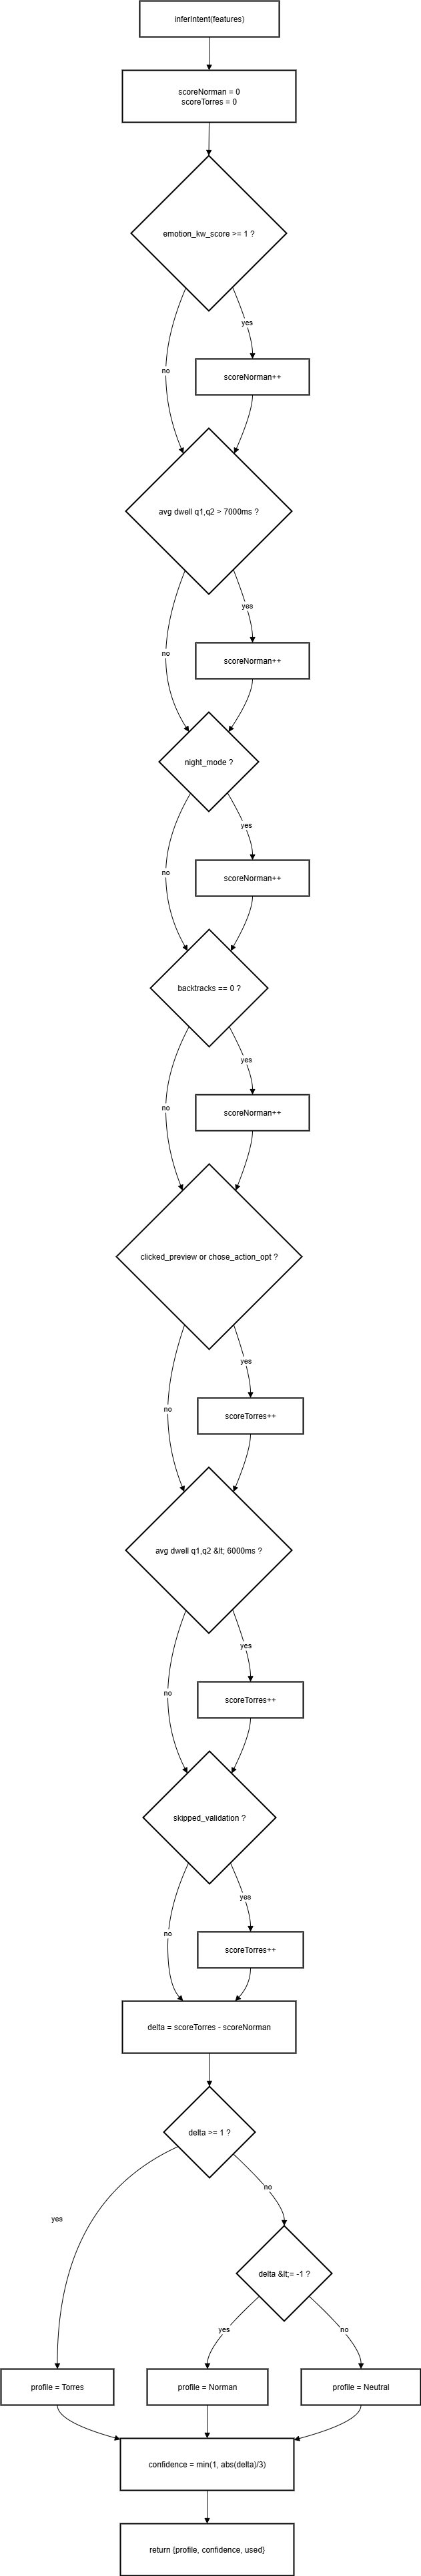 inferIntent(features)
scoreNorman = 0
scoreTorres = 0
emotion_kw_score >= 1 ?
yes
no
scoreNorman++
avg dwell q1,q2 > 7000ms ?
yes
no
scoreNorman++
night_mode ?
yes
no
scoreNorman++
backtracks == 0 ?
yes
no
scoreNorman++
clicked_preview or chose_action_opt ?
yes
no
scoreTorres++
avg dwell q1,q2 &lt; 6000ms ?
yes
no
scoreTorres++
skipped_validation ?
yes
no
scoreTorres++
delta = scoreTorres - scoreNorman
delta >= 1 ?
no
yes
delta &lt;= -1 ?
yes
no
profile = Torres
profile = Norman
profile = Neutral
confidence = min(1, abs(delta)/3)
return {profile, confidence, used}